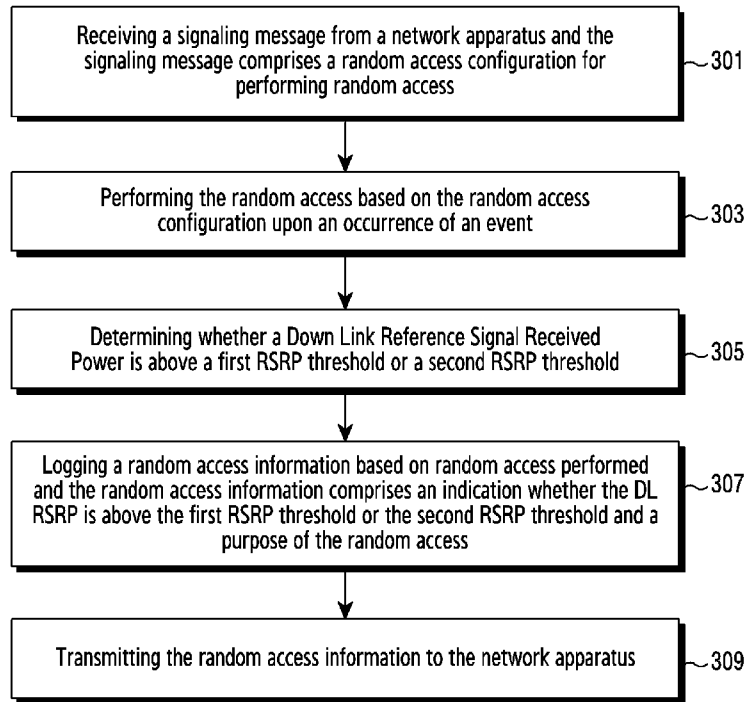 Receiving a signaling message from a network apparatus and the
signaling message comprises a random access configuration for
performing random access
301
Performing the random access based on the random access
configuration upon an occurrence of an event
303
Determining whether a Down Link Reference Signal Received
Power is above a first RSRP threshold or a second RSRP threshold
305
Logging a random access information based on random access performed
and the random access information comprises an indication whether the DL
RSRP is above the first RSRP threshold or the second RSRP threshold and a
purpose of the random access
307
Transmitting the random access information to the network apparatus
309